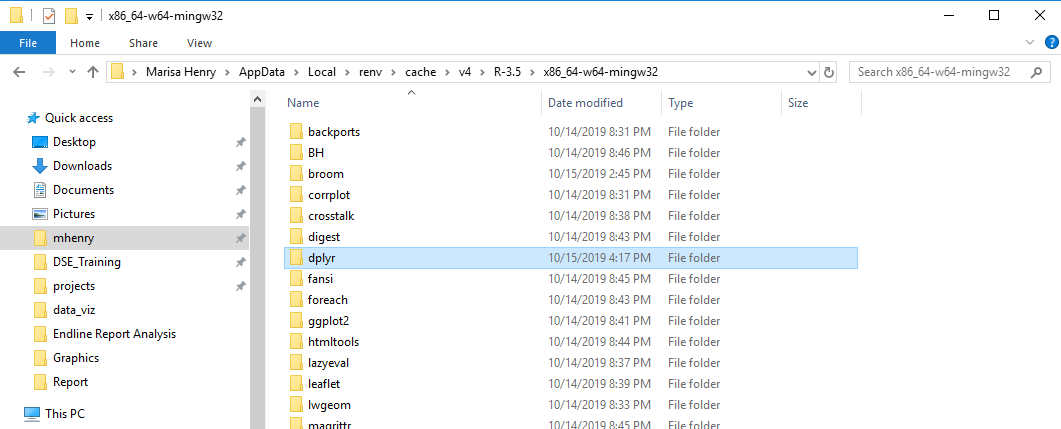 x86_64-w64-mingw32
File Home Share View
Marisa Henry AppData Local renv cache v4 R-3.5 x86_64-w64-mingw32 Search x86_64-w64-mingw32
Quick access
Desktop
Downloads
Documents
Pictures
mhenry
DSE_Training
projects
data_viz
Endline Report Analysis
Graphics
Report
This PC
Name Date modified Type Size
backports 10/14/2019 8:31 PM File folder
BH 10/14/2019 8:46 PM File folder
broom 10/15/2019 2:45 PM File folder
corrplot 10/14/2019 8:31 PM File folder
crosstalk 10/14/2019 8:38 PM File folder
digest 10/14/2019 8:43 PM File folder
dplyr 10/15/2019 4:17 PM File folder
fansi 10/14/2019 8:45 PM File folder
foreach 10/14/2019 8:43 PM File folder
ggplot2 10/14/2019 8:41 PM File folder
htmltools 10/14/2019 8:44 PM File folder
lazyeval 10/14/2019 8:37 PM File folder
leaflet 10/14/2019 8:39 PM File folder
lwgeom 10/14/2019 8:33 PM File folder
magrittr 10/14/2019 8:45 PM File folder